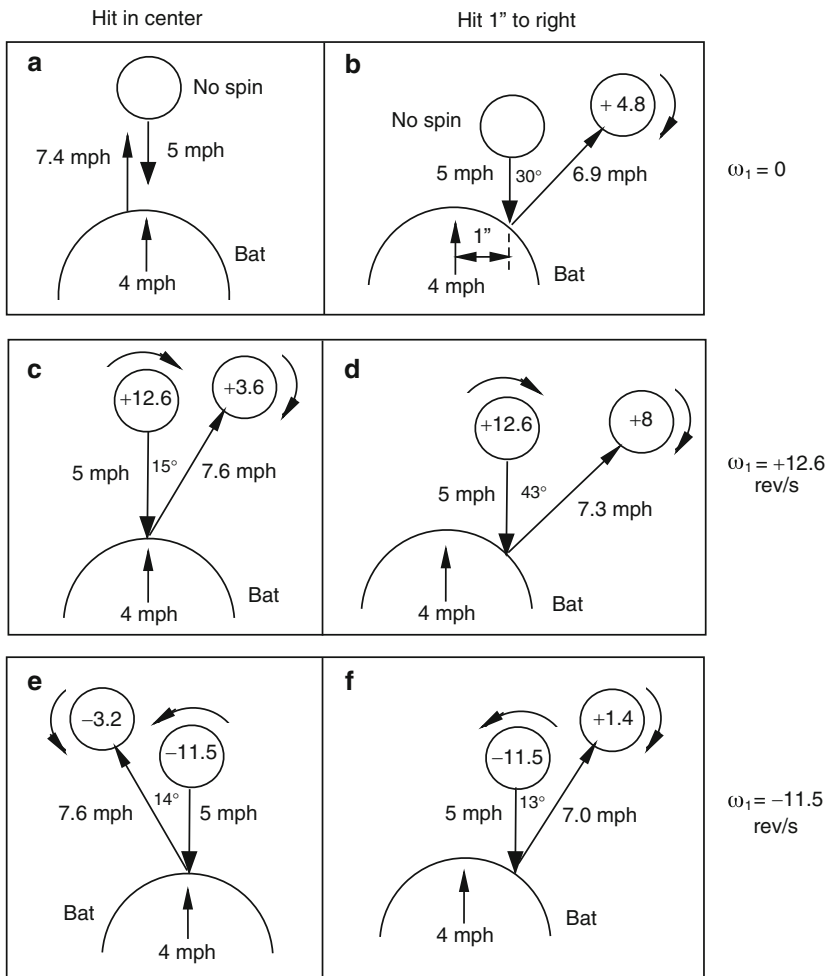 Hit in center
Hit 1” to right
a
No spin
7.4 mph
5 mph
Bat
4 mph
b
+ 4.8
No spin
5 mph
30°
6.9 mph
1”
Bat
4 mph
ω1 = 0
c
+12.6
+3.6
5 mph
15°
7.6 mph
Bat
4 mph
d
+12.6
+8
5 mph
43°
7.3 mph
Bat
4 mph
ω1 = +12.6
rev/s
e
−3.2
−11.5
14°
7.6 mph
5 mph
Bat
4 mph
f
+1.4
−11.5
5 mph
13°
7.0 mph
Bat
4 mph
ω1 = −11.5
rev/s